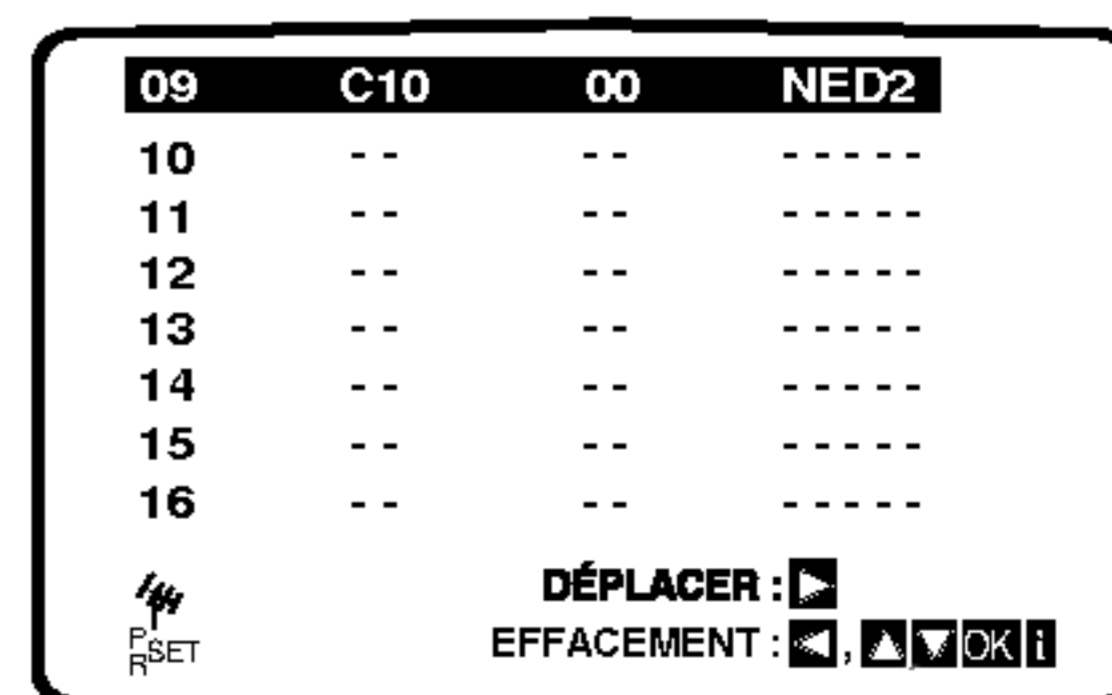 09 C10 00 NED2
10 - - - - - - - - -
11 - - - - - - - - -
12 - - - - - - - - -
13 - - - - - - - - -
14 - - - - - - - - -
15 - - - - - - - - -
16 - - - - - - - - -
DÉPLACER : ▷
PR SET EFFACEMENT : ◁ , △ ▽ OK i